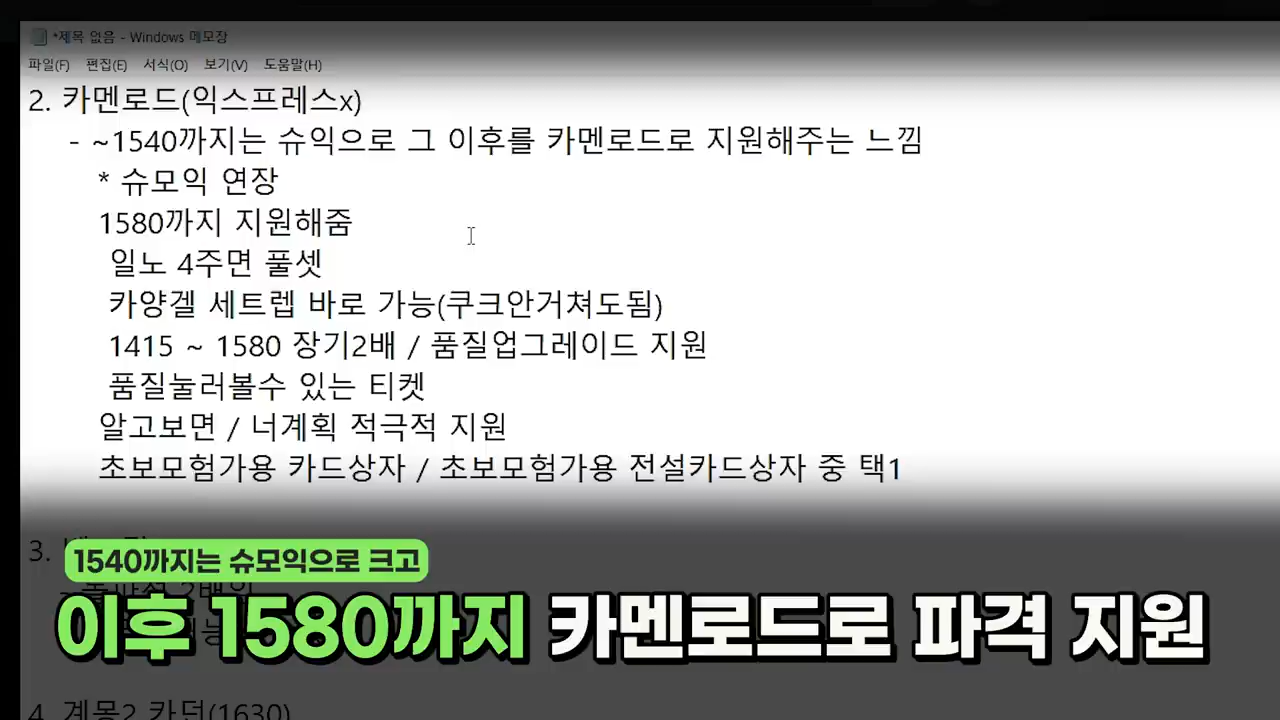 *제목 없음 - Windows 메모장
파일(F) 편집(E) 서식(O) 보기(V) 도움말(H)
2. 카멘로드(익스프레스x)
- ~1540까지는 슈익으로 그 이후를 카멘로드로 지원해주는 느낌
* 슈모익 연장
1580까지 지원해줌
일노 4주면 풀셋
카양겔 세트렙 바로 가능(쿠크안거쳐도됨)
1415 ~ 1580 장기2배 / 품질업그레이드 지원
품질눌러볼수 있는 티켓
알고보면 / 너계획 적극적 지원
초보모험가용 카드상자 / 초보모험가용 전설카드상자 중 택1
3.
1540까지는 슈모익으로 크고
이후 1580까지 카멘로드로 파격 지원
4. 계몽2 카던(1630)